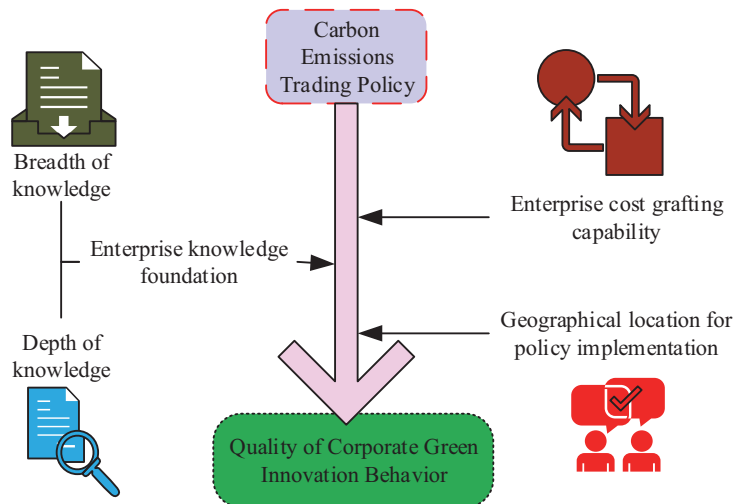 Carbon
Emissions
Trading Policy
Breadth of
knowledge
Enterprise cost grafting
capability
Enterprise knowledge
foundation
Geographical location for
policy implementation
Depth of
knowledge
Quality of Corporate Green
Innovation Behavior